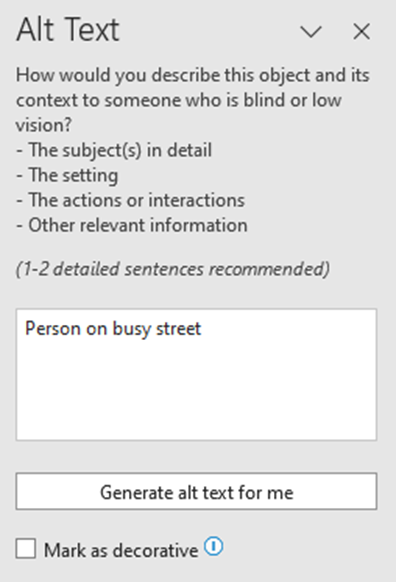 Alt Text
How would you describe this object and its
context to someone who is blind or low
vision?
- The subject(s) in detail
- The setting
- The actions or interactions
- Other relevant information
(1-2 detailed sentences recommended)
Person on busy street
Generate alt text for me
Mark as decorative